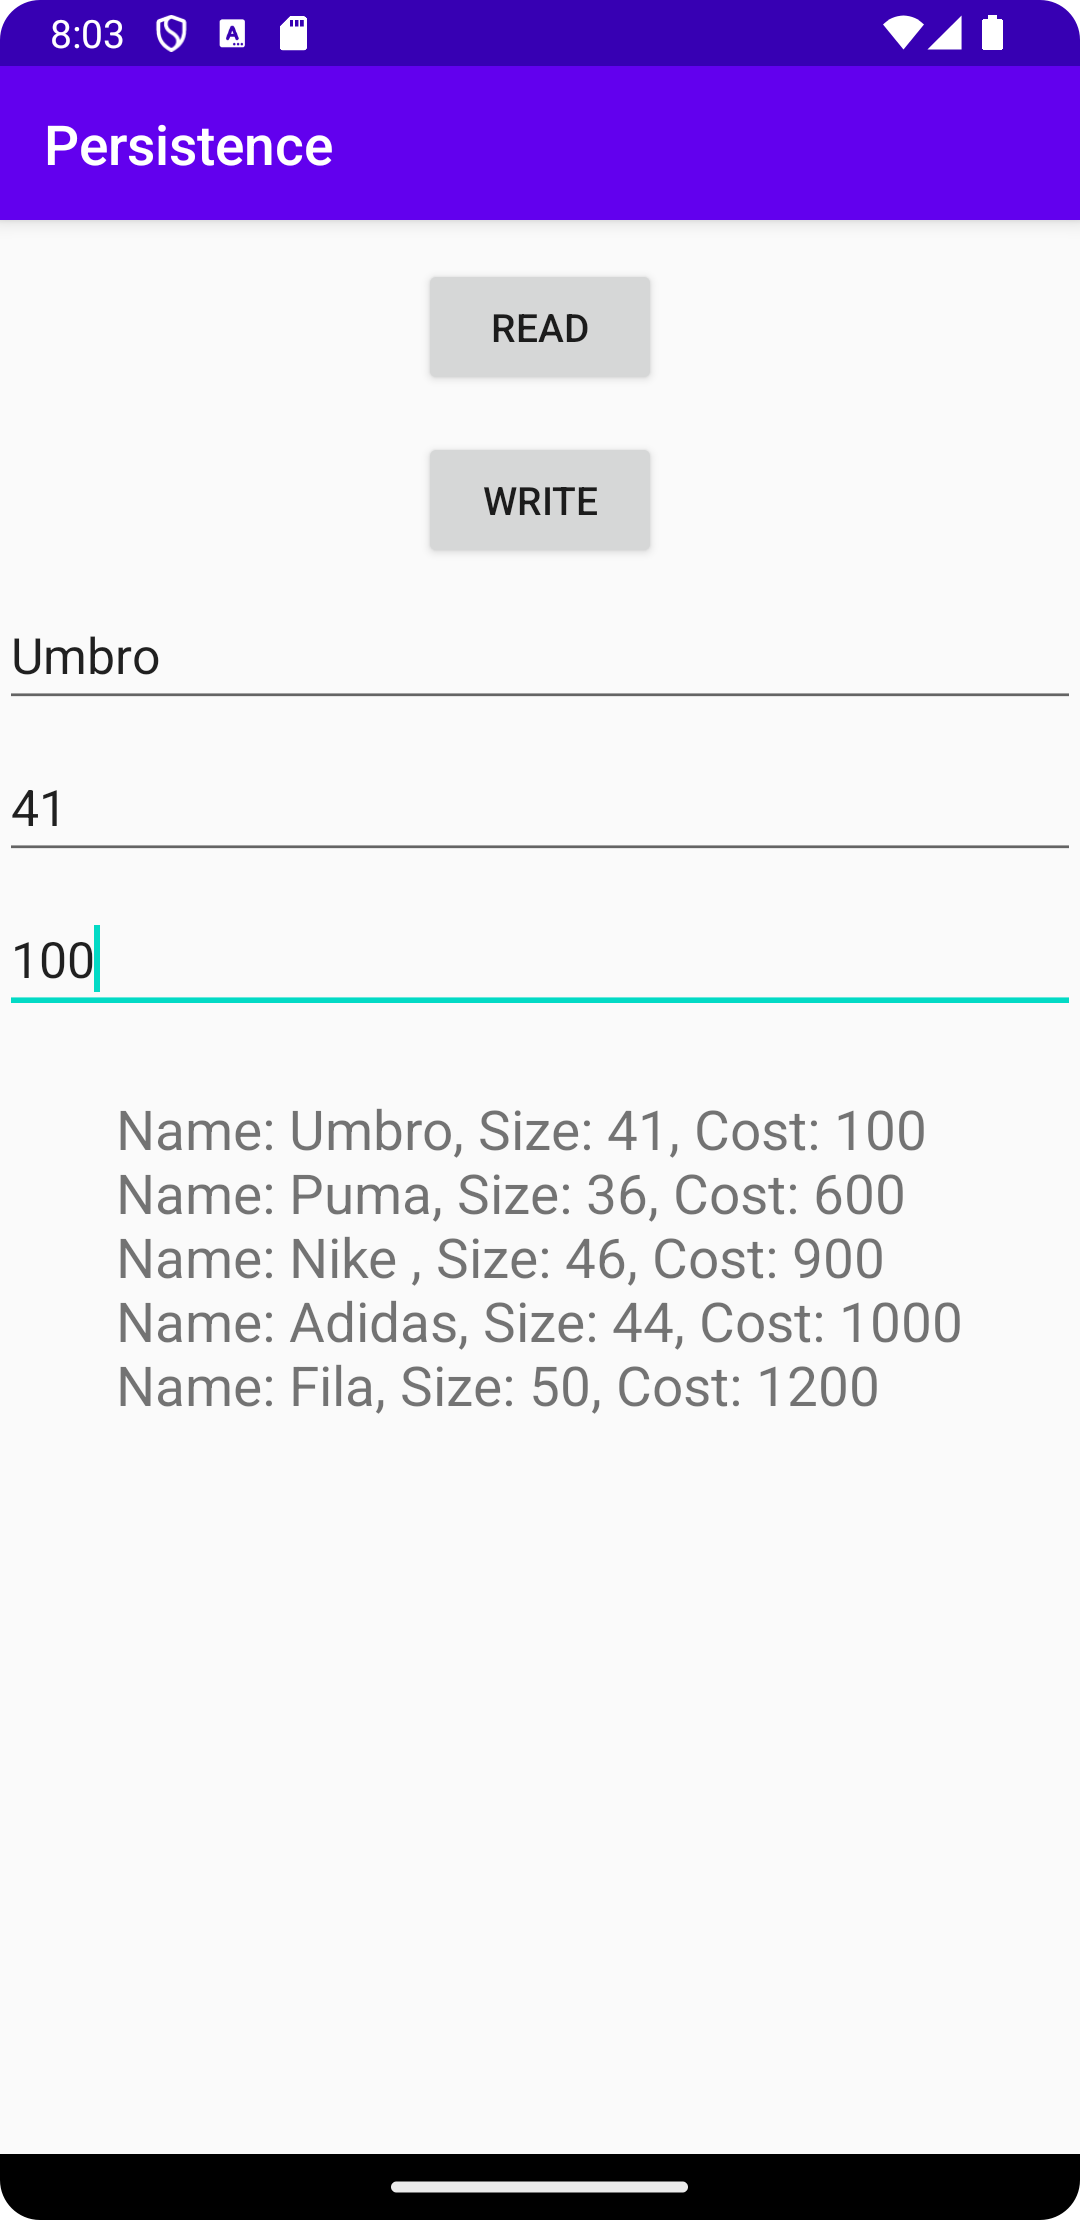 8:03
Persistence
READ
WRITE
Umbro
41
100
Name: Umbro, Size: 41, Cost: 100
Name: Puma, Size: 36, Cost: 600
Name: Nike , Size: 46, Cost: 900
Name: Adidas, Size: 44, Cost: 1000
Name: Fila, Size: 50, Cost: 1200